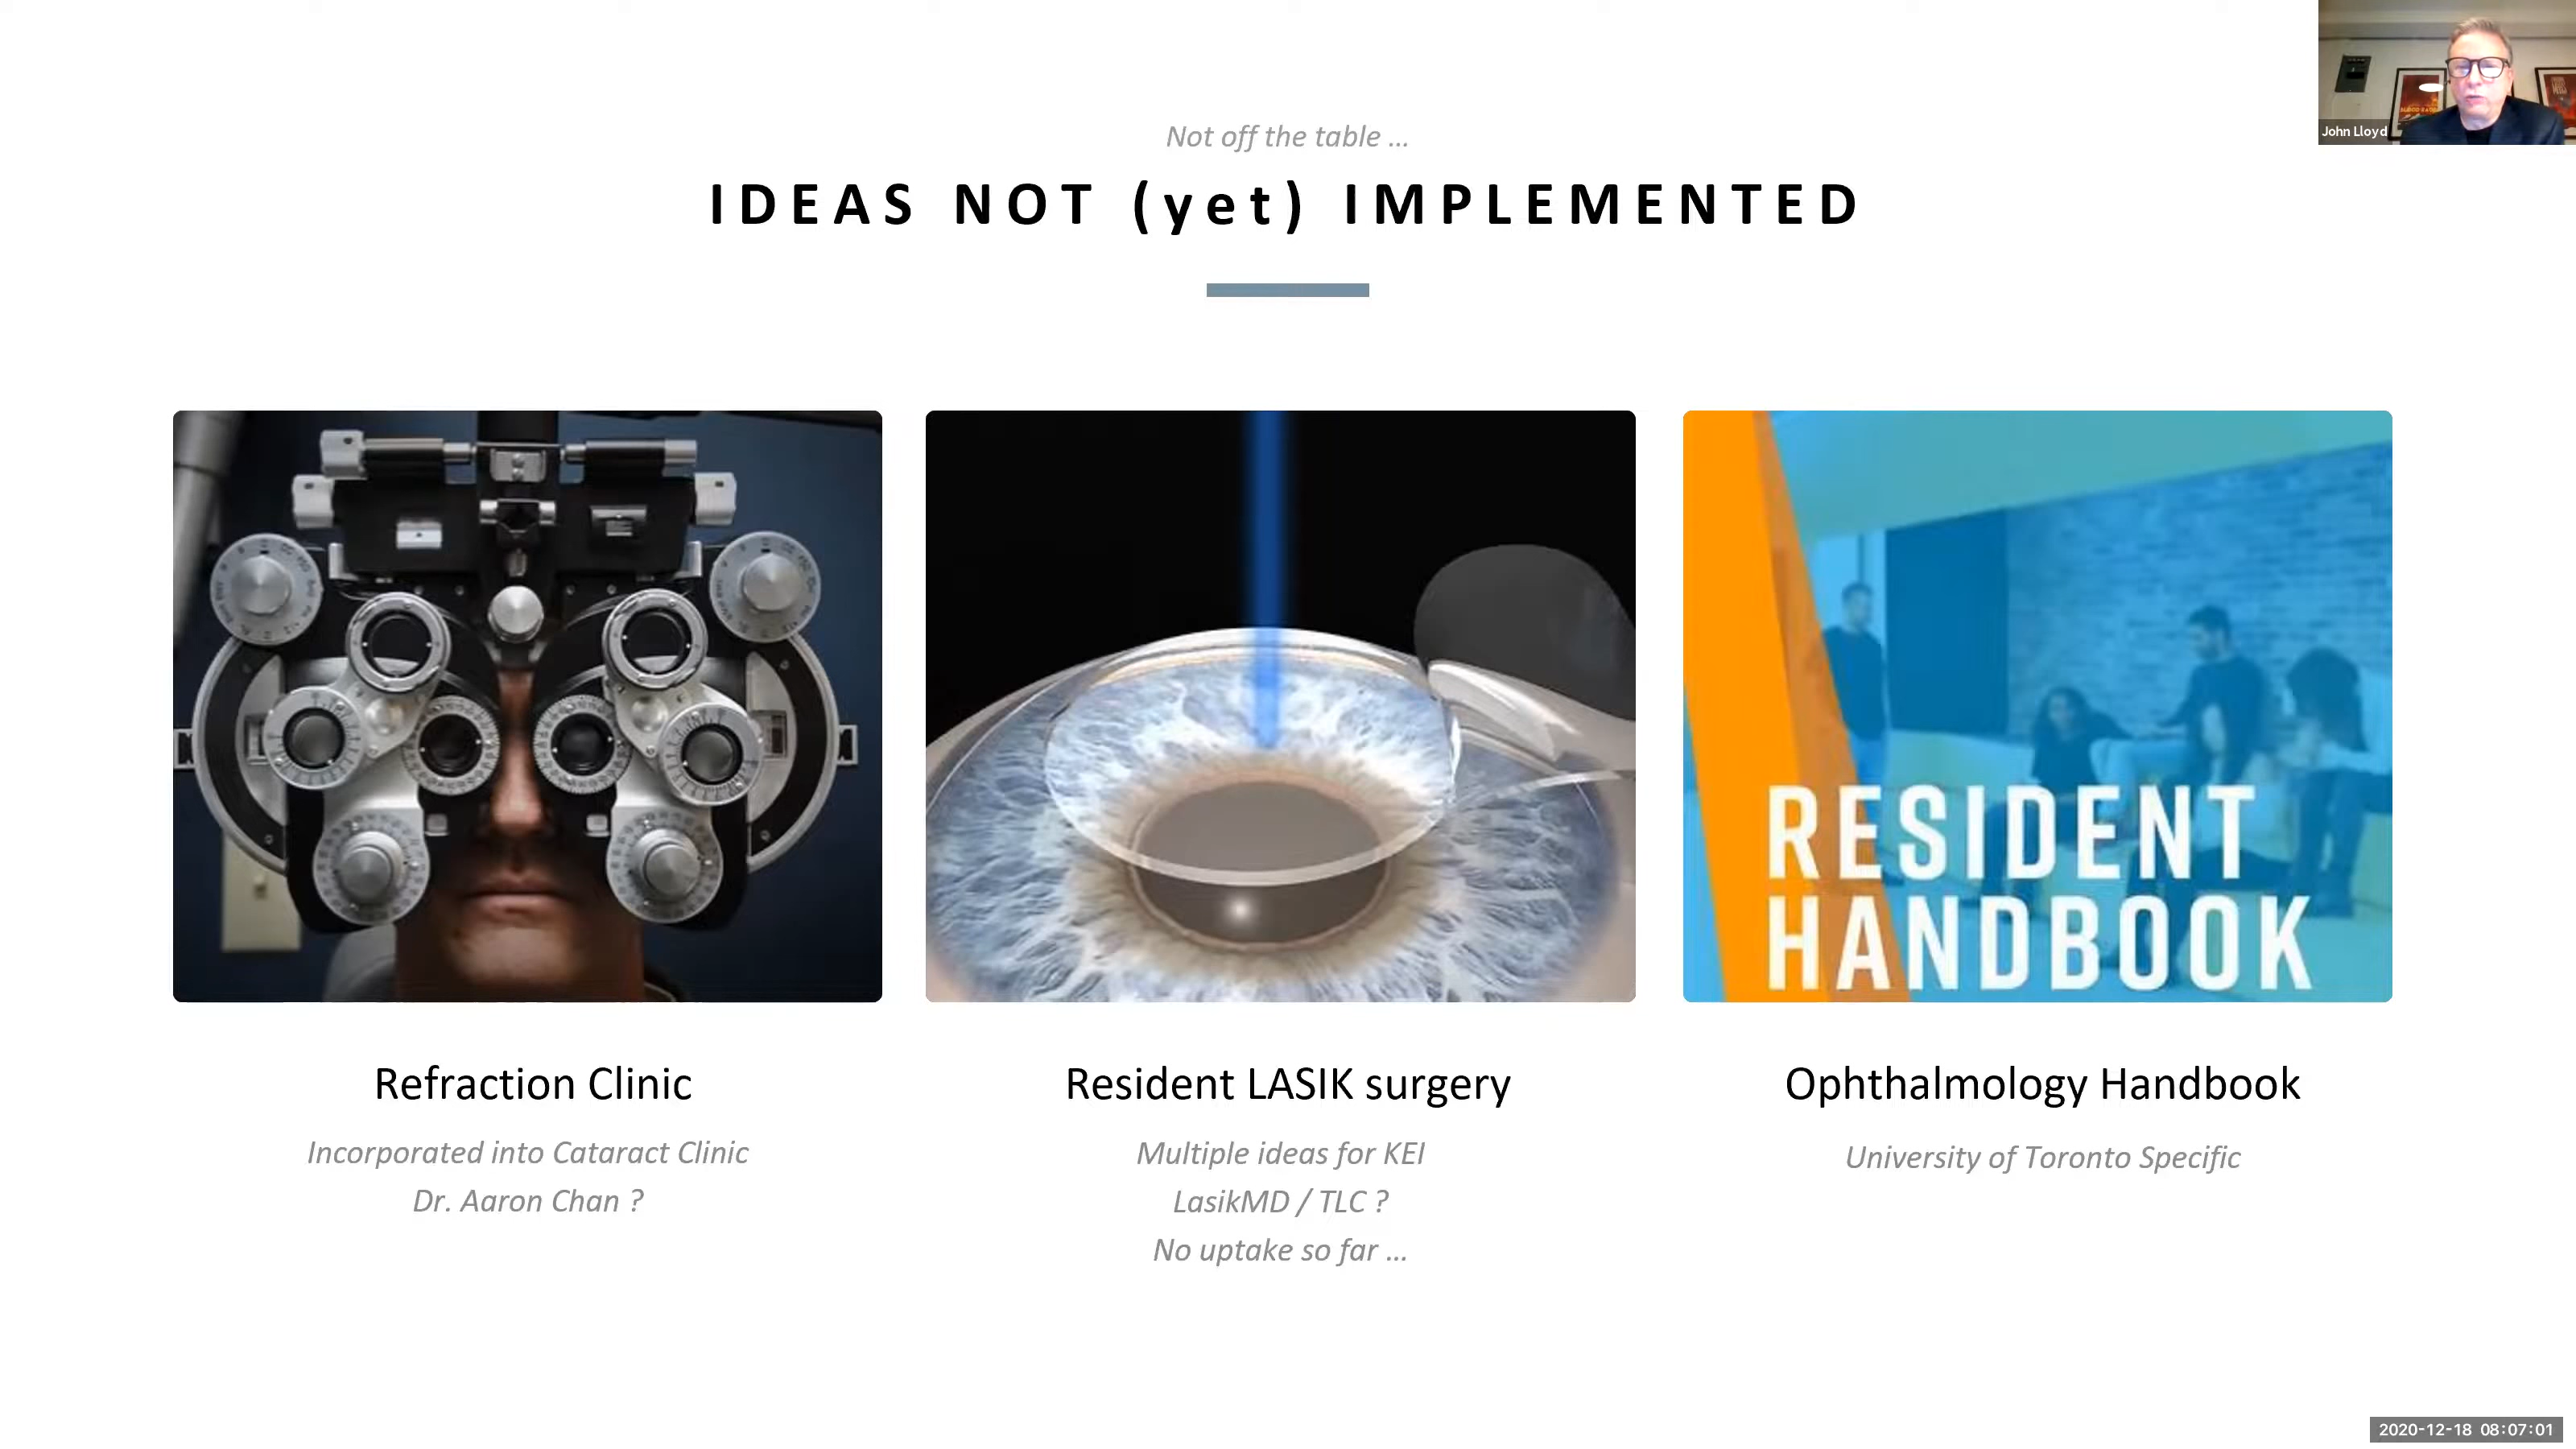 John Lloyd
Not off the table ...
IDEAS NOT (yet) IMPLEMENTED
RESIDENT
HANDBOOK
Refraction Clinic
Incorporated into Cataract Clinic
Dr. Aaron Chan ?
Resident LASIK surgery
Multiple ideas for KEI
LasikMD / TLC ?
No uptake so far ...
Ophthalmology Handbook
University of Toronto Specific
2020-12-18 08:07:01